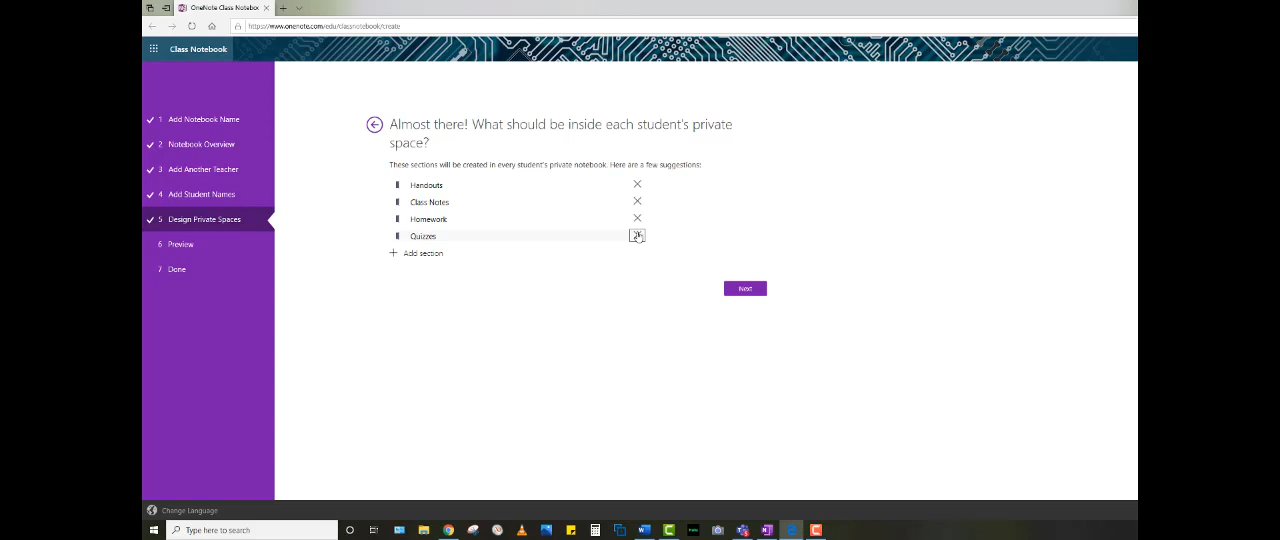 OneNote Class Notebo
https://www.onenote.com/edu/classnotebook/create
Class Notebook
1 Add Notebook Name
2 Notebook Overview
3 Add Another Teacher
4 Add Student Names
5 Design Private Spaces
6 Preview
7 Done
Almost there! What should be inside each student's private
space?
These sections will be created in every student's private notebook. Here are a few suggestions:
Handouts
Class Notes
Homework
Quizzes
Add section
Next
Change Language
Type here to search